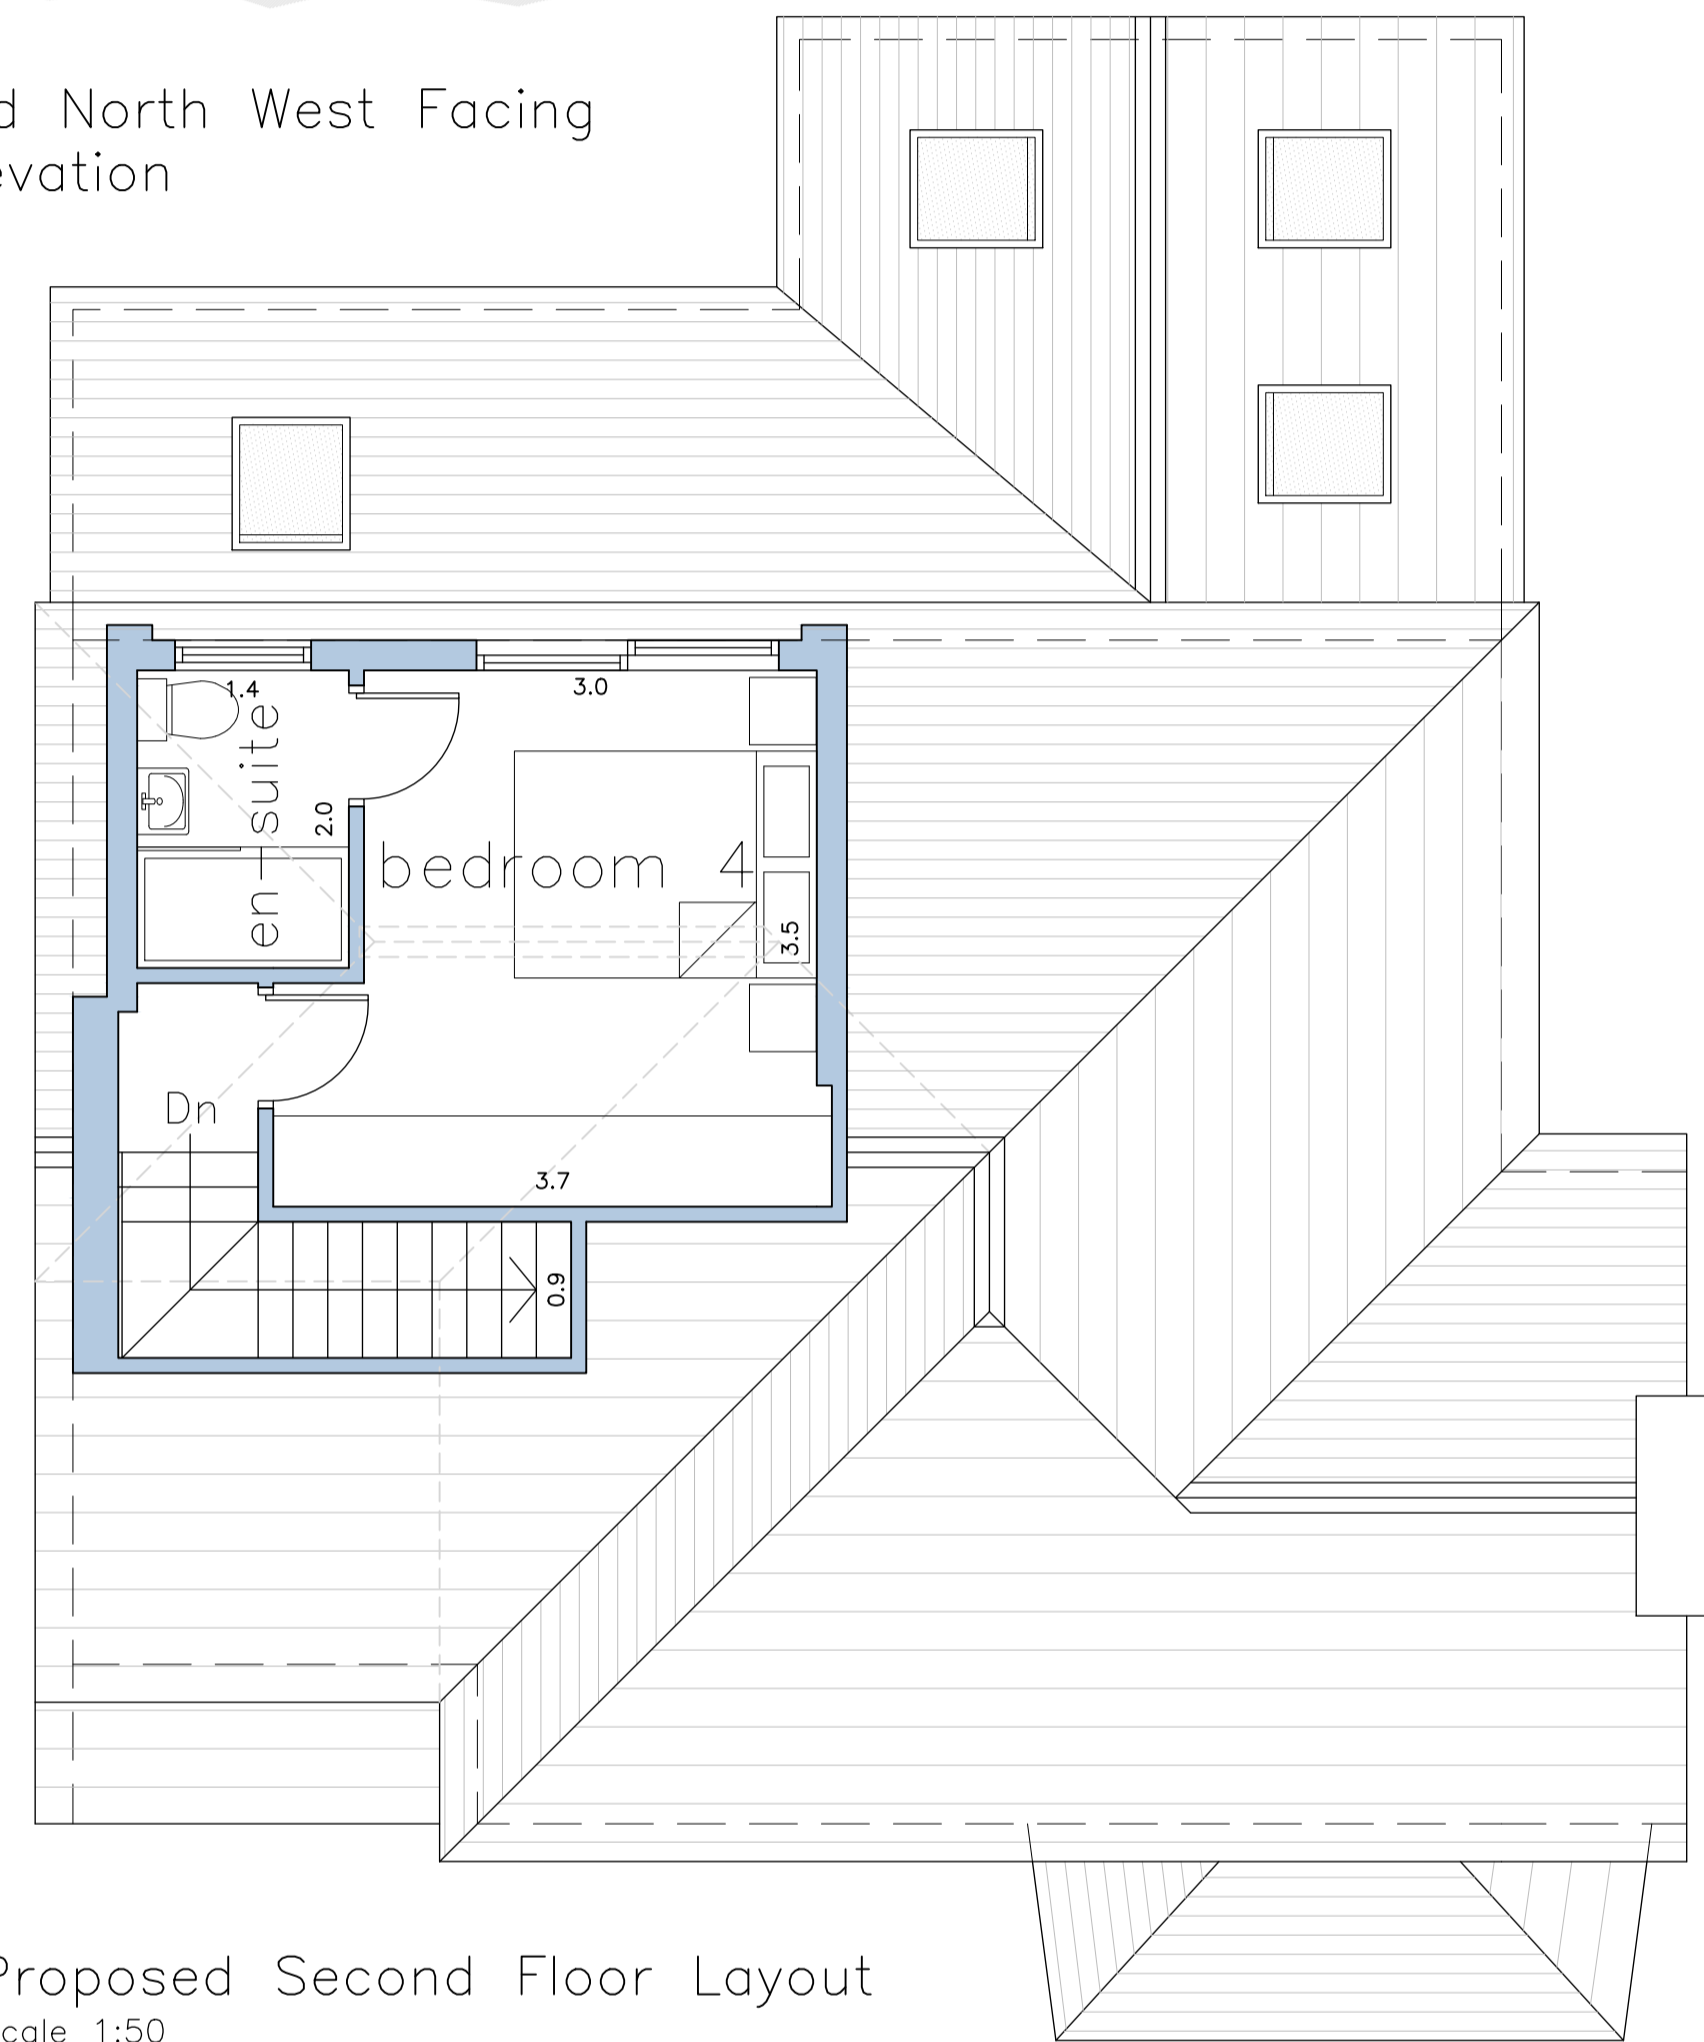 d North West Facing
evation
1.4
3.0
en-suite
2.0
bedroom 4
3.5
Dn
3.7
0.9
Proposed Second Floor Layout
cale 1:50